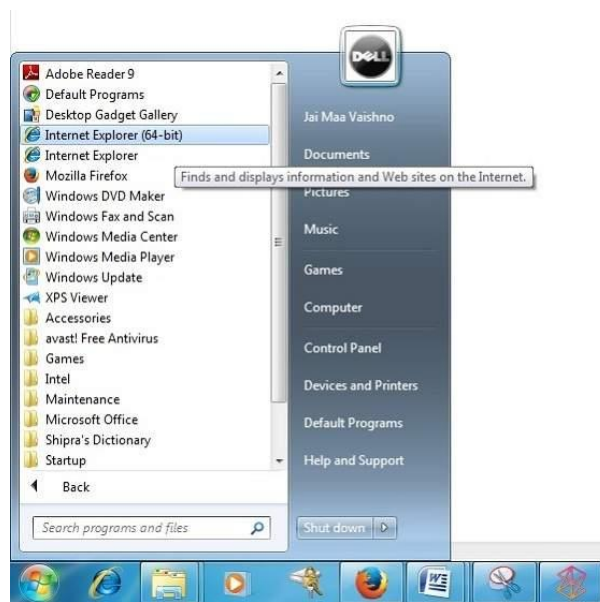 DELL
Adobe Reader 9
Default Programs
Desktop Gadget Gallery
Internet Explorer (64-bit)
Internet Explorer
Mozilla Firefox
Windows DVD Maker
Windows Fax and Scan
Windows Media Center
Windows Media Player
Windows Update
XPS Viewer
Accessories
avast! Free Antivirus
Games
Intel
Maintenance
Microsoft Office
Shipra's Dictionary
Startup
Back
Search programs and files
Jai Maa Vaishno
Documents
Finds and displays information and Web sites on the Internet.
Pictures
Music
Games
Computer
Control Panel
Devices and Printers
Default Programs
Help and Support
Shut down